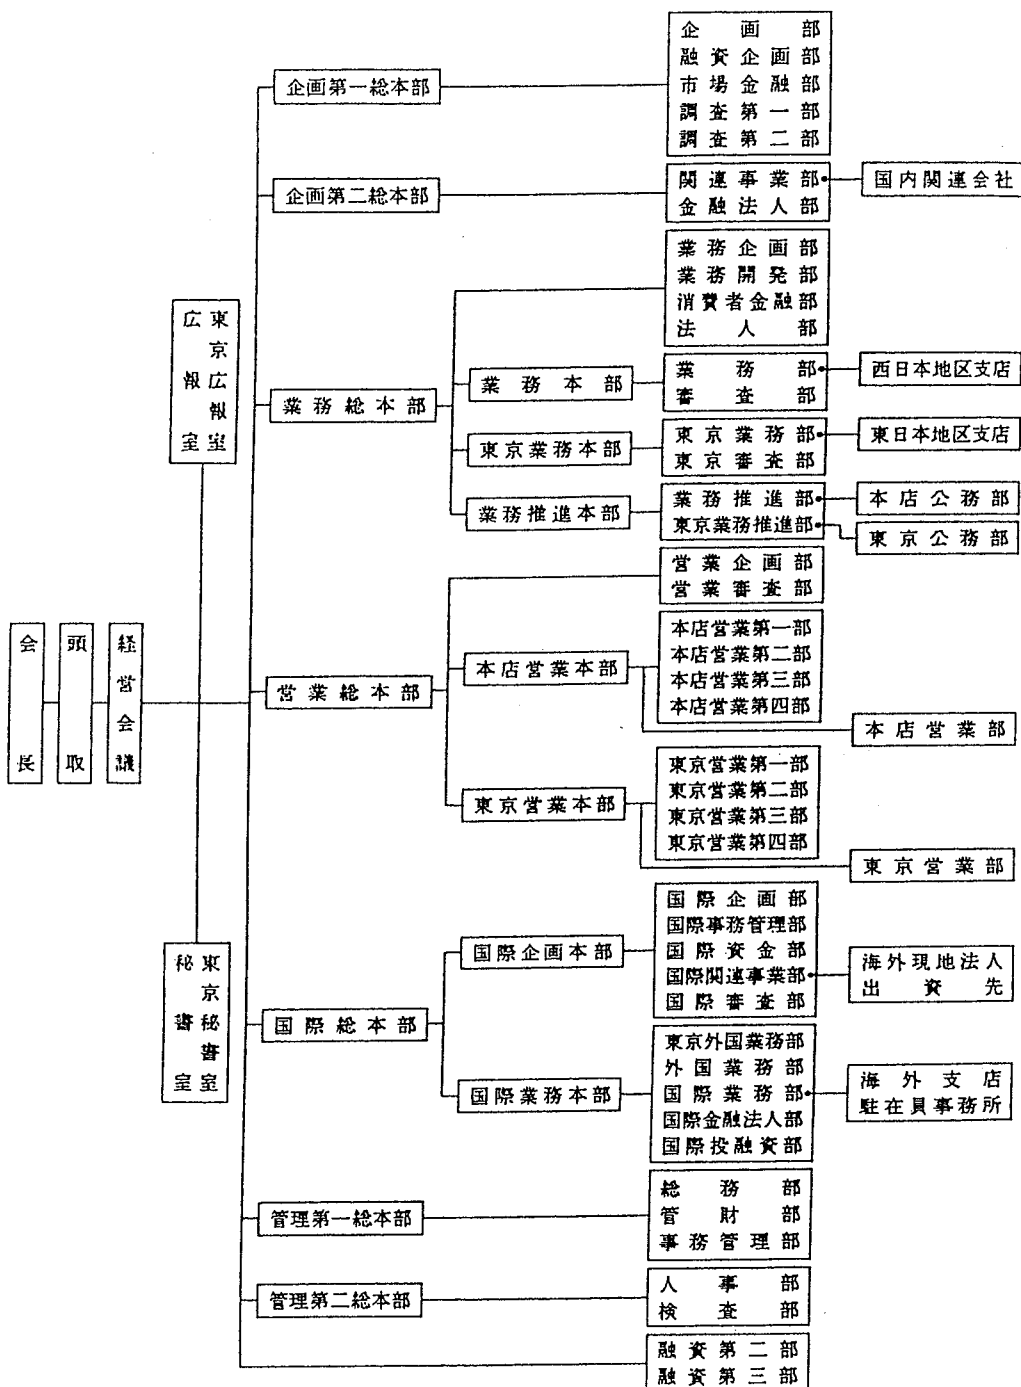 会長
頭取
経営会議
広報室
東京広報室
秘書室
東京秘書室
企画第一総本部
企画部
融資企画部
市場金融部
調査第一部
調査第二部
企画第二総本部
関連事業部
金融法人部
国内関連会社
業務総本部
業務企画部
業務開発部
消費者金融部
法人部
業務本部
業務部
審査部
西日本地区支店
東京業務本部
東京業務部
東京審査部
東日本地区支店
業務推進本部
業務推進部
東京業務推進部
本店公務部
東京公務部
営業総本部
営業企画部
営業審査部
本店営業本部
本店営業第一部
本店営業第二部
本店営業第三部
本店営業第四部
本店営業部
東京営業本部
東京営業第一部
東京営業第二部
東京営業第三部
東京営業第四部
東京営業部
国際総本部
国際企画本部
国際企画部
国際事務管理部
国際資金部
国際関連事業部
国際審査部
海外現地法人
出資先
国際業務本部
東京外国業務部
外国業務部
国際業務部
国際金融法人部
国際投融資部
海外支店
駐在員事務所
管理第一総本部
総務部
管財部
事務管理部
管理第二総本部
人事部
検査部
融資第二部
融資第三部